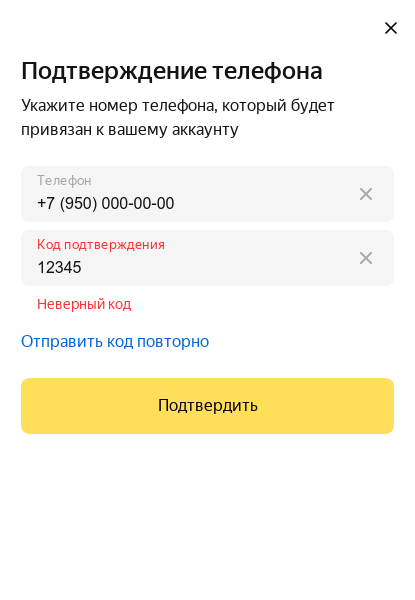 Подтверждение телефона
Укажите номер телефона, который будет
привязан к вашему аккаунту
Телефон
+7 (950) 000-00-00
Код подтверждения
12345
Неверный код
Отправить код повторно
Подтвердить